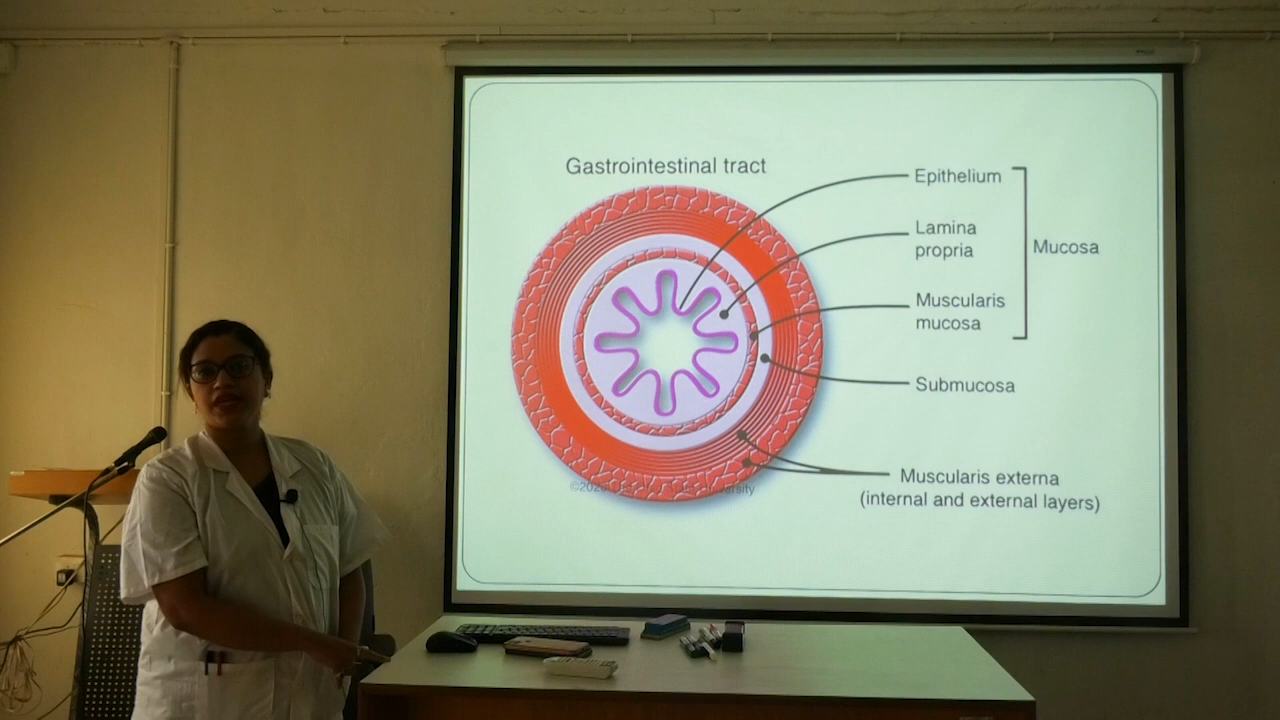 Gastrointestinal tract
Epithelium
Lamina
propria
Mucosa
Muscularis
mucosa
Submucosa
Muscularis externa
(internal and external layers)